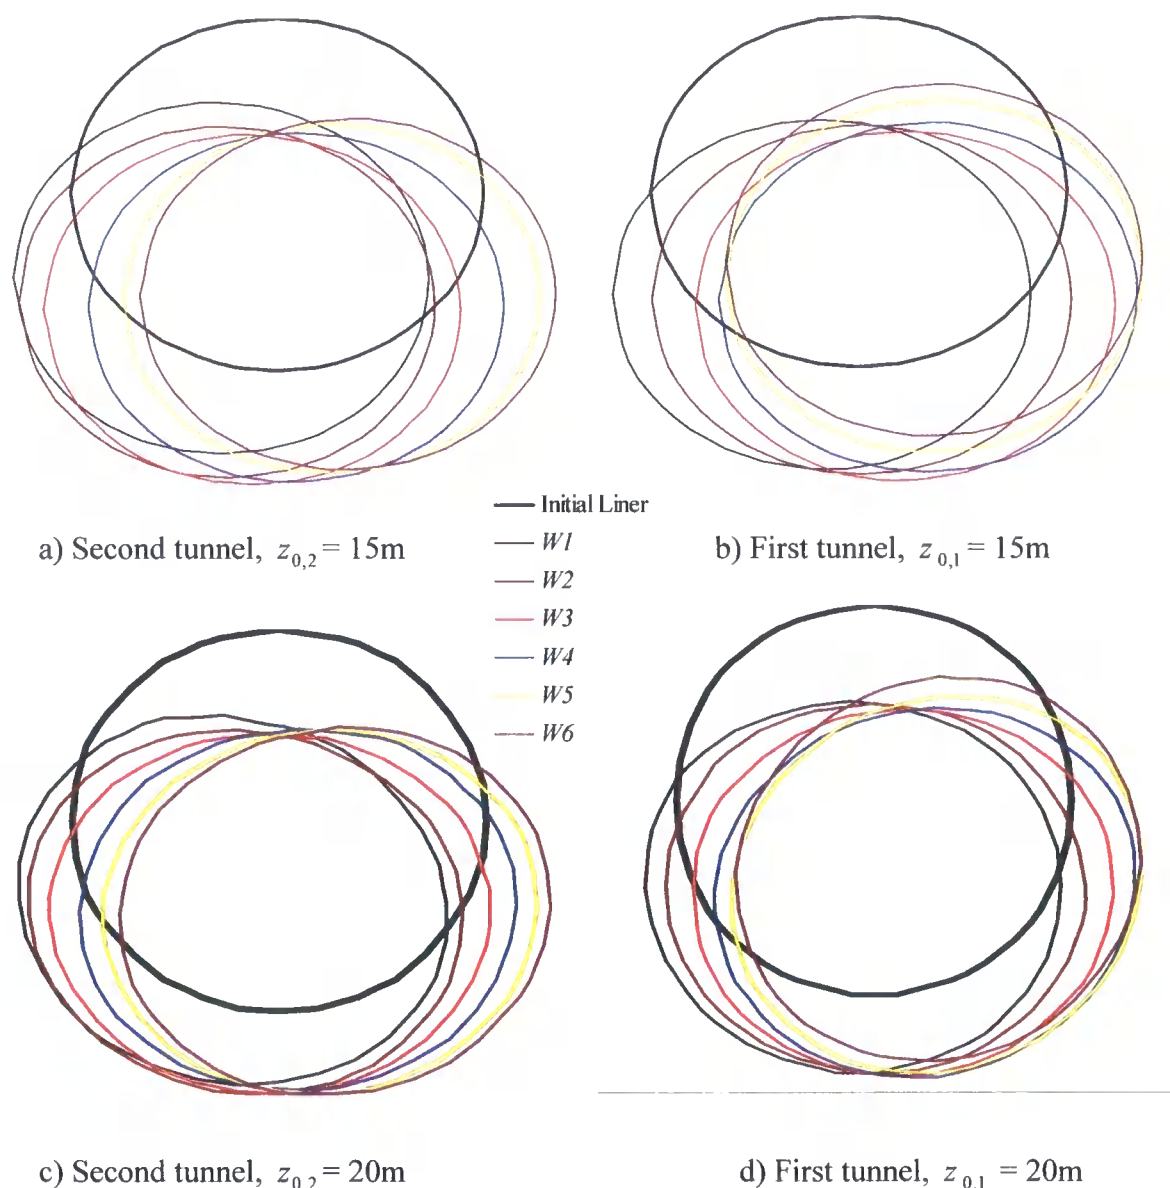 Initial Liner
a) Second tunnel, z0,2 = 15m
W1
b) First tunnel, z0,1 = 15m
W2
W3
W4
W5
W6
c) Second tunnel, z0,2 = 20m
d) First tunnel, z0,1 = 20m